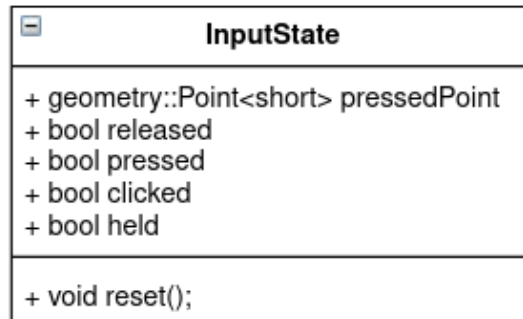 InputState
+ geometry::Point<short> pressedPoint
+ bool released
+ bool pressed
+ bool clicked
+ bool held
+ void reset();